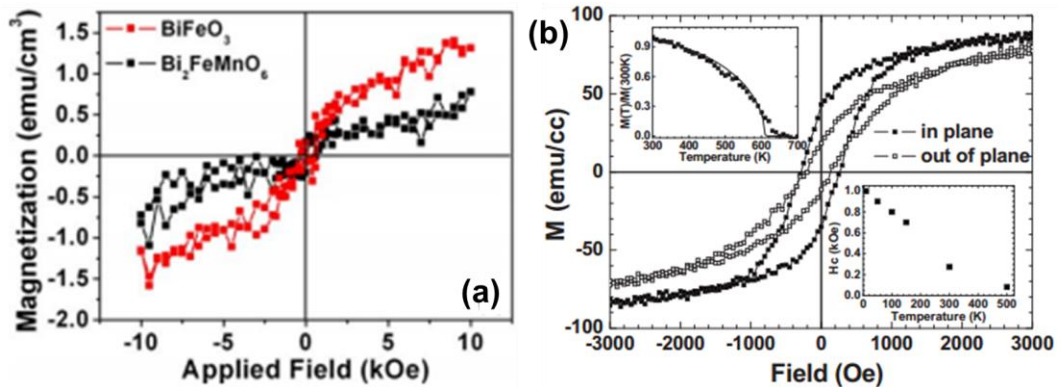 1.5
1.0
0.5
0.0
-0.5
-1.0
-1.5
-2.0
Magnetization (emu/cm³)
BiFeO₃
Bi₂FeMnO₆
(a)
-10 -5 0 5 10
Applied Field (kOe)
(b)
100
50
0
-50
-100
M (emu/cc)
0.9
0.6
0.3
0.0
M(T)/M(300K)
300 400 500 600 700
Temperature (K)
in plane
out of plane
1.0
0.8
0.6
0.4
0.2
0.0
Hc (kOe)
0 100 200 300 400 500
Temperature (K)
-3000 -2000 -1000 0 1000 2000 3000
Field (Oe)